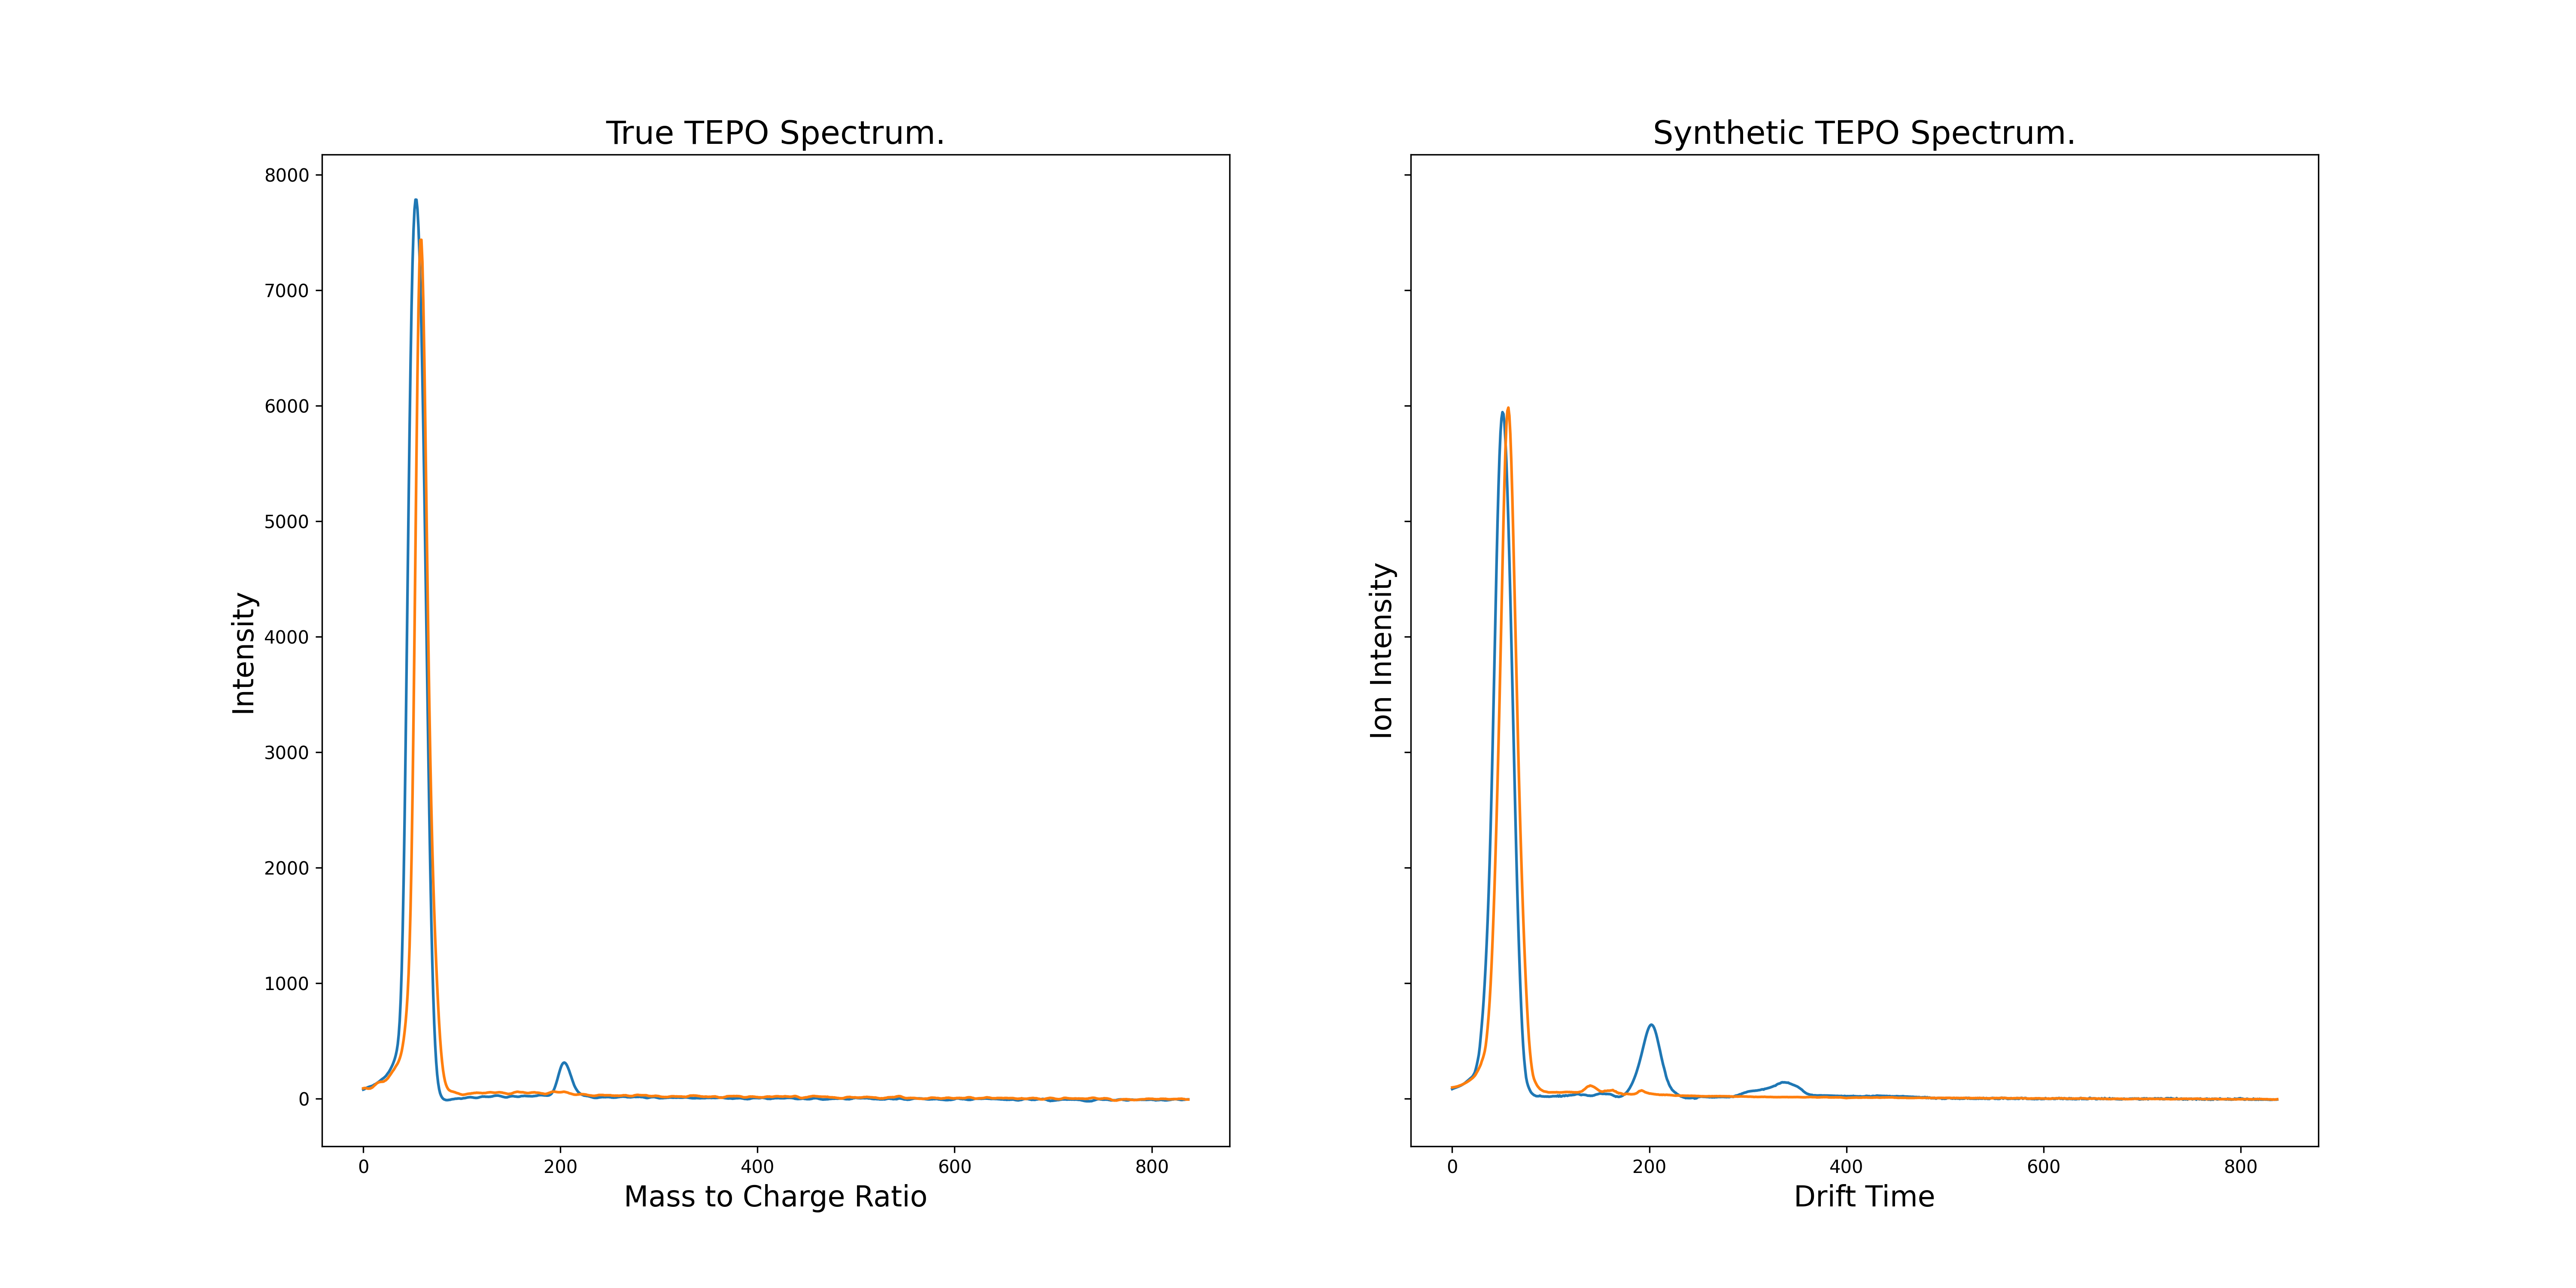 True TEPO Spectrum.
8000
7000
6000
5000
4000
3000
2000
1000
0
Intensity
0 200 400 600 800
Mass to Charge Ratio
Synthetic TEPO Spectrum.
Ion Intensity
0 200 400 600 800
Drift Time